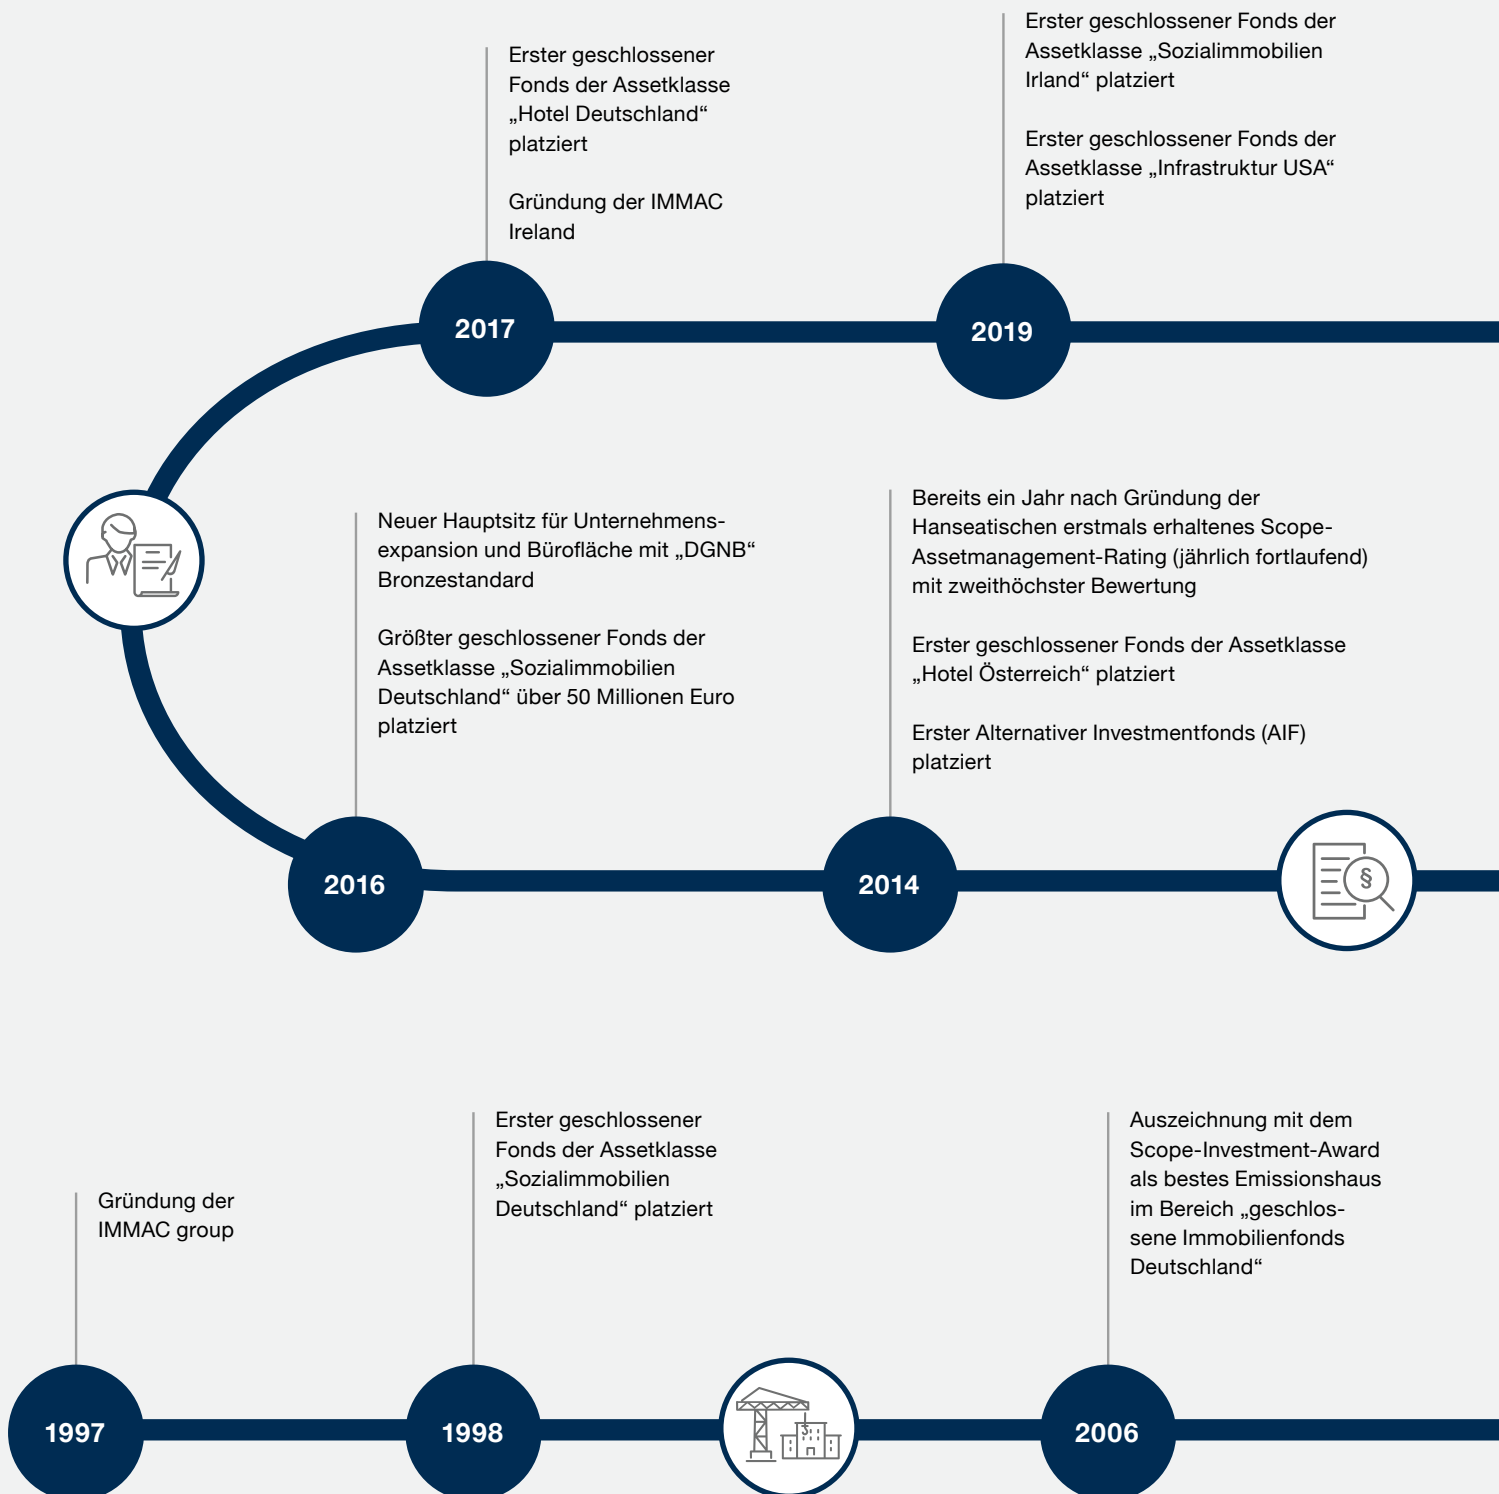 Erster geschlossener
Fonds der Assetklasse
„Hotel Deutschland“
platziert
Gründung der IMMAC
Ireland
2017
Erster geschlossener Fonds der
Assetklasse „Sozialimmobilien
Irland“ platziert
Erster geschlossener Fonds der
Assetklasse „Infrastruktur USA“
platziert
2019
Neuer Hauptsitz für Unternehmens-
expansion und Bürofläche mit „DGNB“
Bronzestandard
Größter geschlossener Fonds der
Assetklasse „Sozialimmobilien
Deutschland“ über 50 Millionen Euro
platziert
2016
Bereits ein Jahr nach Gründung der
Hanseatischen erstmals erhaltenes Scope-
Assetmanagement-Rating (jährlich fortlaufend)
mit zweithöchster Bewertung
Erster geschlossener Fonds der Assetklasse
„Hotel Österreich“ platziert
Erster Alternativer Investmentfonds (AIF)
platziert
2014
§
Gründung der
IMMAC group
1997
Erster geschlossener
Fonds der Assetklasse
„Sozialimmobilien
Deutschland“ platziert
1998
Auszeichnung mit dem
Scope-Investment-Award
als bestes Emissionshaus
im Bereich „geschlos-
sene Immobilienfonds
Deutschland“
2006